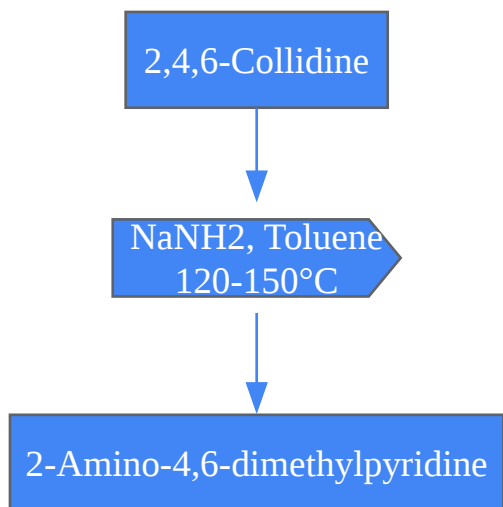 2,4,6-Collidine
NaNH2, Toluene
120-150°C
2-Amino-4,6-dimethylpyridine